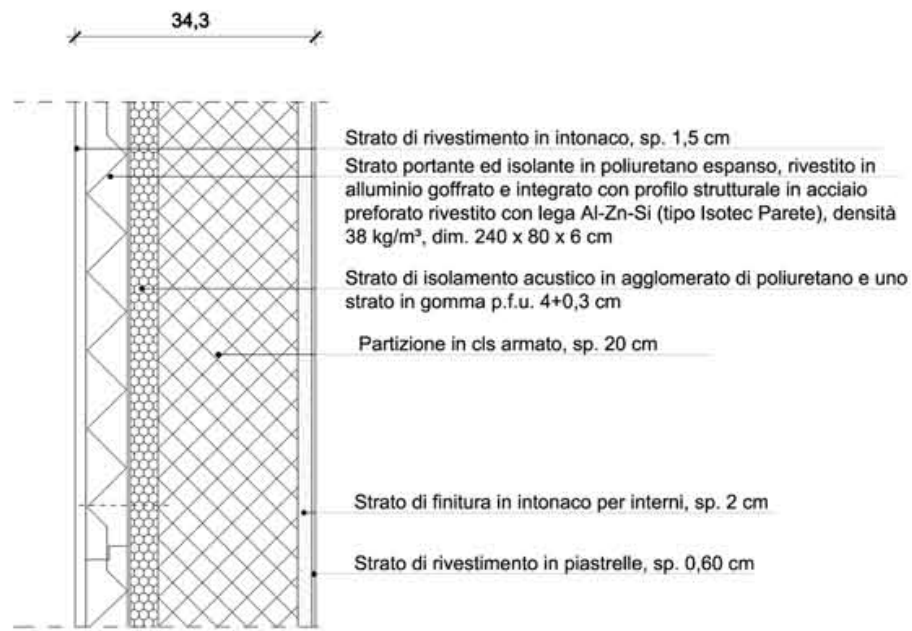 34,3
Strato di rivestimento in intonaco, sp. 1,5 cm
Strato portante ed isolante in poliuretano espanso, rivestito in
alluminio goffrato e integrato con profilo strutturale in acciaio
preforato rivestito con lega Al-Zn-Si (tipo Isotec Parete), densità
38 kg/m³, dim. 240 x 80 x 6 cm
Strato di isolamento acustico in agglomerato di poliuretano e uno
strato in gomma p.f.u. 4+0,3 cm
Partizione in cls armato, sp. 20 cm
Strato di finitura in intonaco per interni, sp. 2 cm
Strato di rivestimento in piastrelle, sp. 0,60 cm